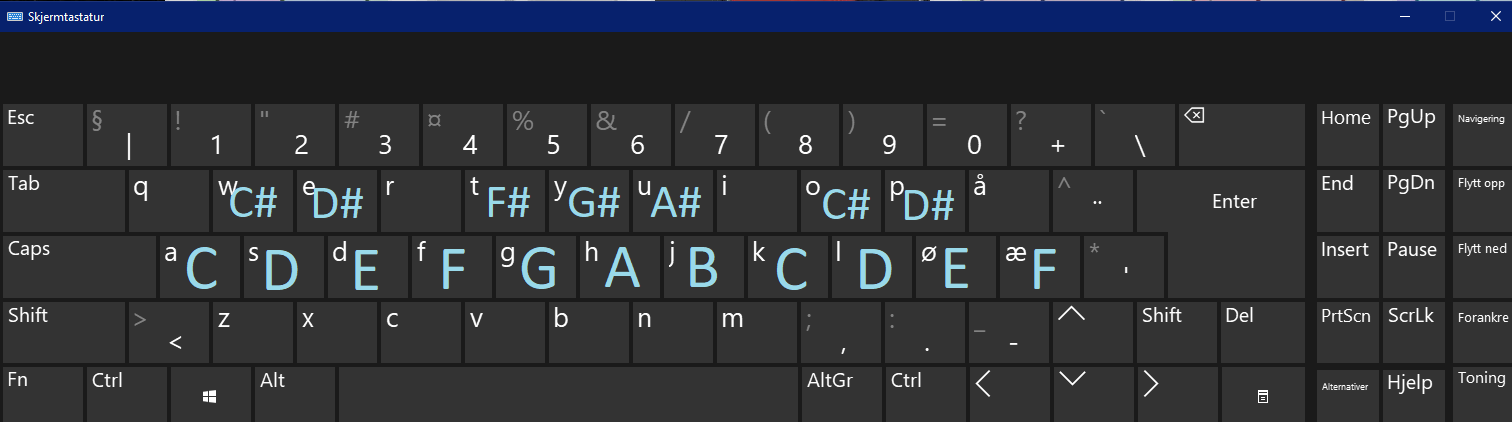 Skjermtastatur
Esc § | ! 1 " 2 # 3 ¤ 4 % 5 & 6 / 7 ( 8 ) 9 = 0 ? + ` \ Home PgUp Navigering
Tab q w C# e D# r t F# y G# u A# i o C# p D# å ^ ¨ Enter End PgDn Flytt opp
Caps a C s D d E f F g G h A j B k C l D ø E æ F * ' Insert Pause Flytt ned
Shift > < z x c v b n m ; , : . _ - Shift Del PrtScn ScrLk Forankre
Fn Ctrl Alt AltGr Ctrl Alternativer Hjelp Toning